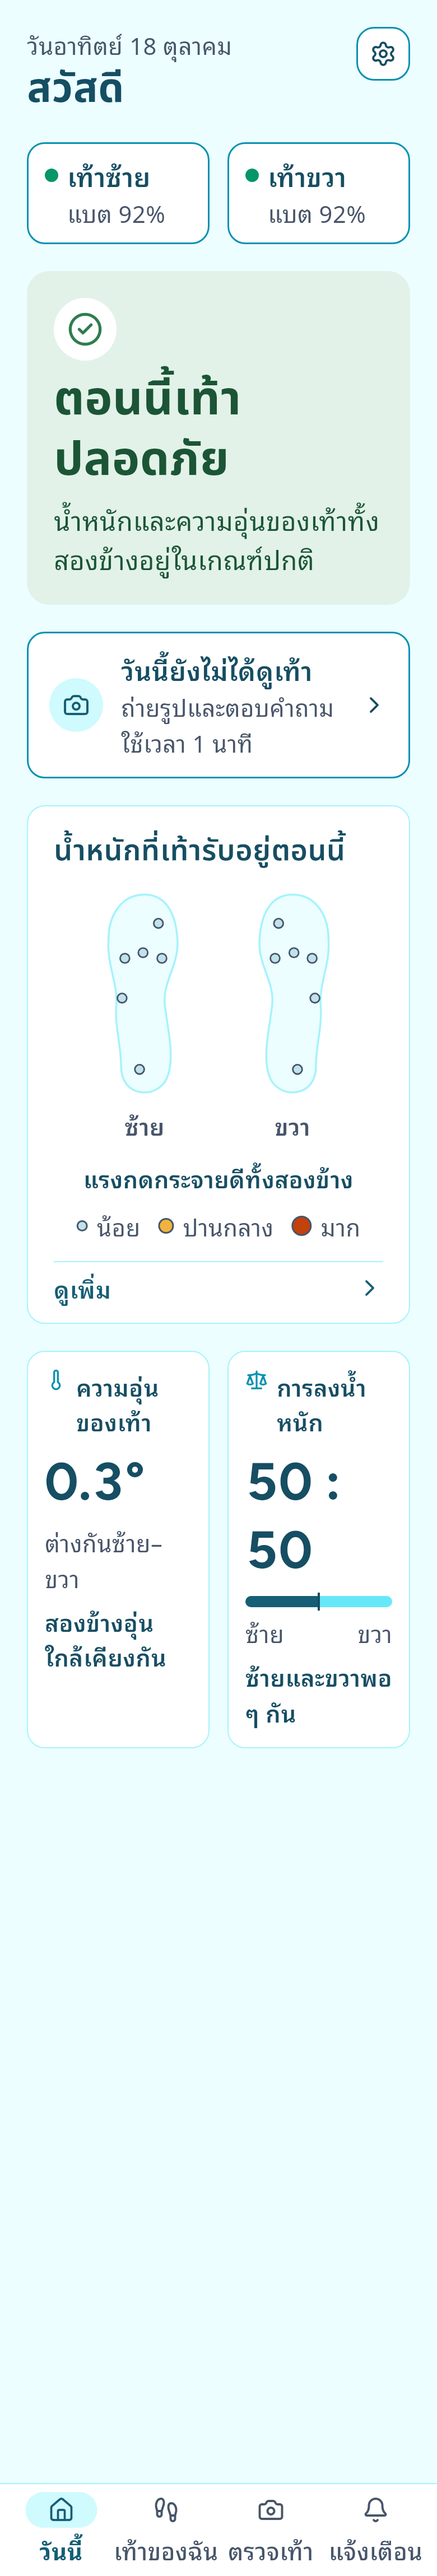 วันอาทิตย์ 18 ตุลาคม
สวัสดี
เท้าซ้าย
แบต 92%
เท้าขวา
แบต 92%
ตอนนี้เท้า
ปลอดภัย
น้ำหนักและความอุ่นของเท้าทั้ง
สองข้างอยู่ในเกณฑ์ปกติ
วันนี้ยังไม่ได้ดูเท้า
ถ่ายรูปและตอบคำถาม
ใช้เวลา 1 นาที
น้ำหนักที่เท้ารับอยู่ตอนนี้
ซ้าย
ขวา
แรงกดกระจายดีทั้งสองข้าง
น้อย ปานกลาง มาก
ดูเพิ่ม
ความอุ่น
ของเท้า
0.3°
ต่างกันซ้าย–
ขวา
สองข้างอุ่น
ใกล้เคียงกัน
การลงน้ำ
หนัก
50 :
50
ซ้าย ขวา
ซ้ายและขวาพอ
ๆ กัน
วันนี้ เท้าของฉัน ตรวจเท้า แจ้งเตือน